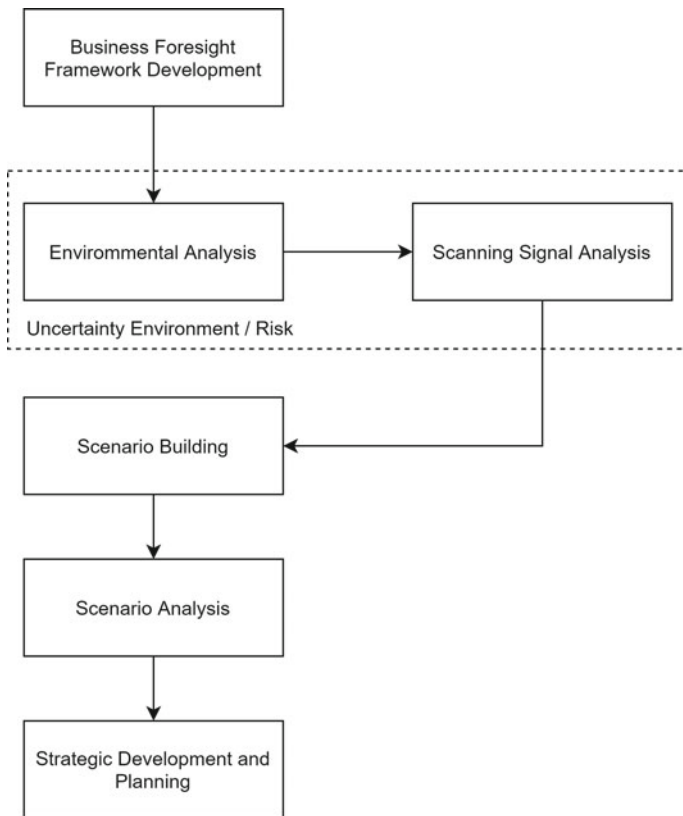 Business Foresight
Framework Development
Envirommental Analysis
Scanning Signal Analysis
Uncertainty Environment / Risk
Scenario Building
Scenario Analysis
Strategic Development and
Planning